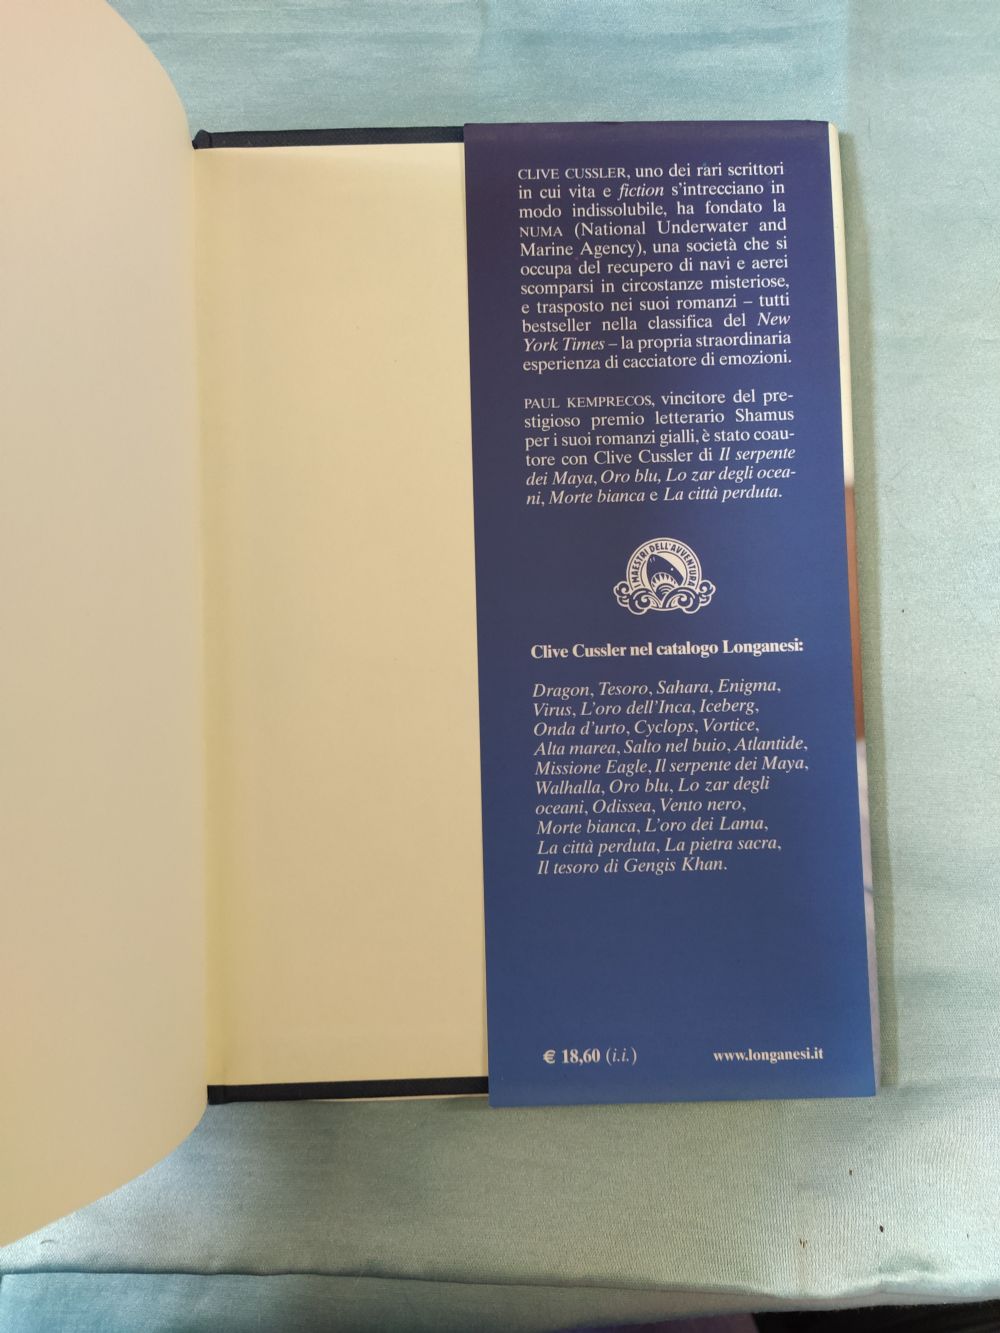 CLIVE CUSSLER, uno dei rari scrittori
in cui vita e fiction s'intrecciano in
modo indissolubile, ha fondato la
NUMA (National Underwater and
Marine Agency), una società che si
occupa del recupero di navi e aerei
scomparsi in circostanze misteriose,
e trasposto nei suoi romanzi – tutti
bestseller nella classifica del New
York Times – la propria straordinaria
esperienza di cacciatore di emozioni.
PAUL KEMPRECOS, vincitore del pre-
stigioso premio letterario Shamus
per i suoi romanzi gialli, è stato coau-
tore con Clive Cussler di Il serpente
dei Maya, Oro blu, Lo zar degli ocea-
ni, Morte bianca e La città perduta.
I MAESTRI DELL'AVVENTURA
Clive Cussler nel catalogo Longanesi:
Dragon, Tesoro, Sahara, Enigma,
Virus, L'oro dell'Inca, Iceberg,
Onda d'urto, Cyclops, Vortice,
Alta marea, Salto nel buio, Atlantide,
Missione Eagle, Il serpente dei Maya,
Walhalla, Oro blu, Lo zar degli
oceani, Odissea, Vento nero,
Morte bianca, L'oro dei Lama,
La città perduta, La pietra sacra,
Il tesoro di Gengis Khan.
€ 18,60 (i.i.)
www.longanesi.it